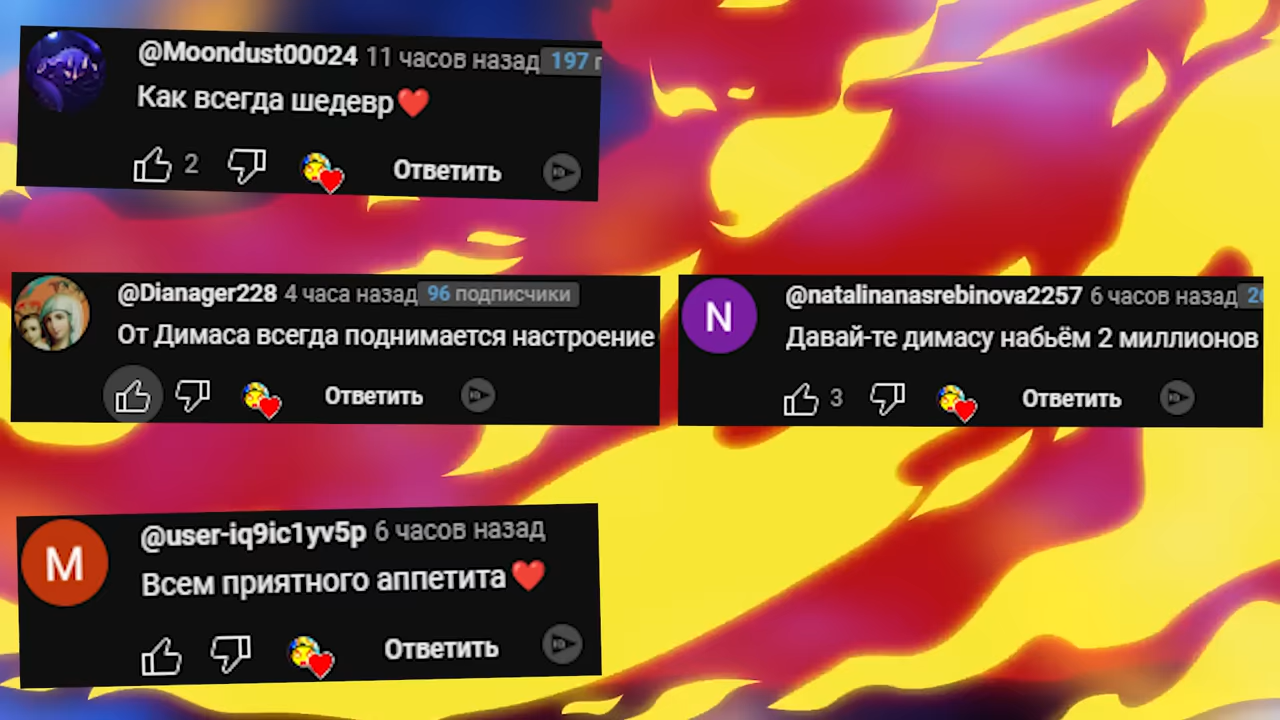 @Moondust00024 11 часов назад 197
Как всегда шедевр❤️
2 Ответить
@Dianager228 4 часа назад 96 подписчики
От Димаса всегда поднимается настроение
Ответить
N @natalinanasrebinova2257 6 часов назад
Давай-те димасу набьём 2 миллионов
3 Ответить
M @user-iq9ic1yv5p 6 часов назад
Всем приятного аппетита❤️
Ответить